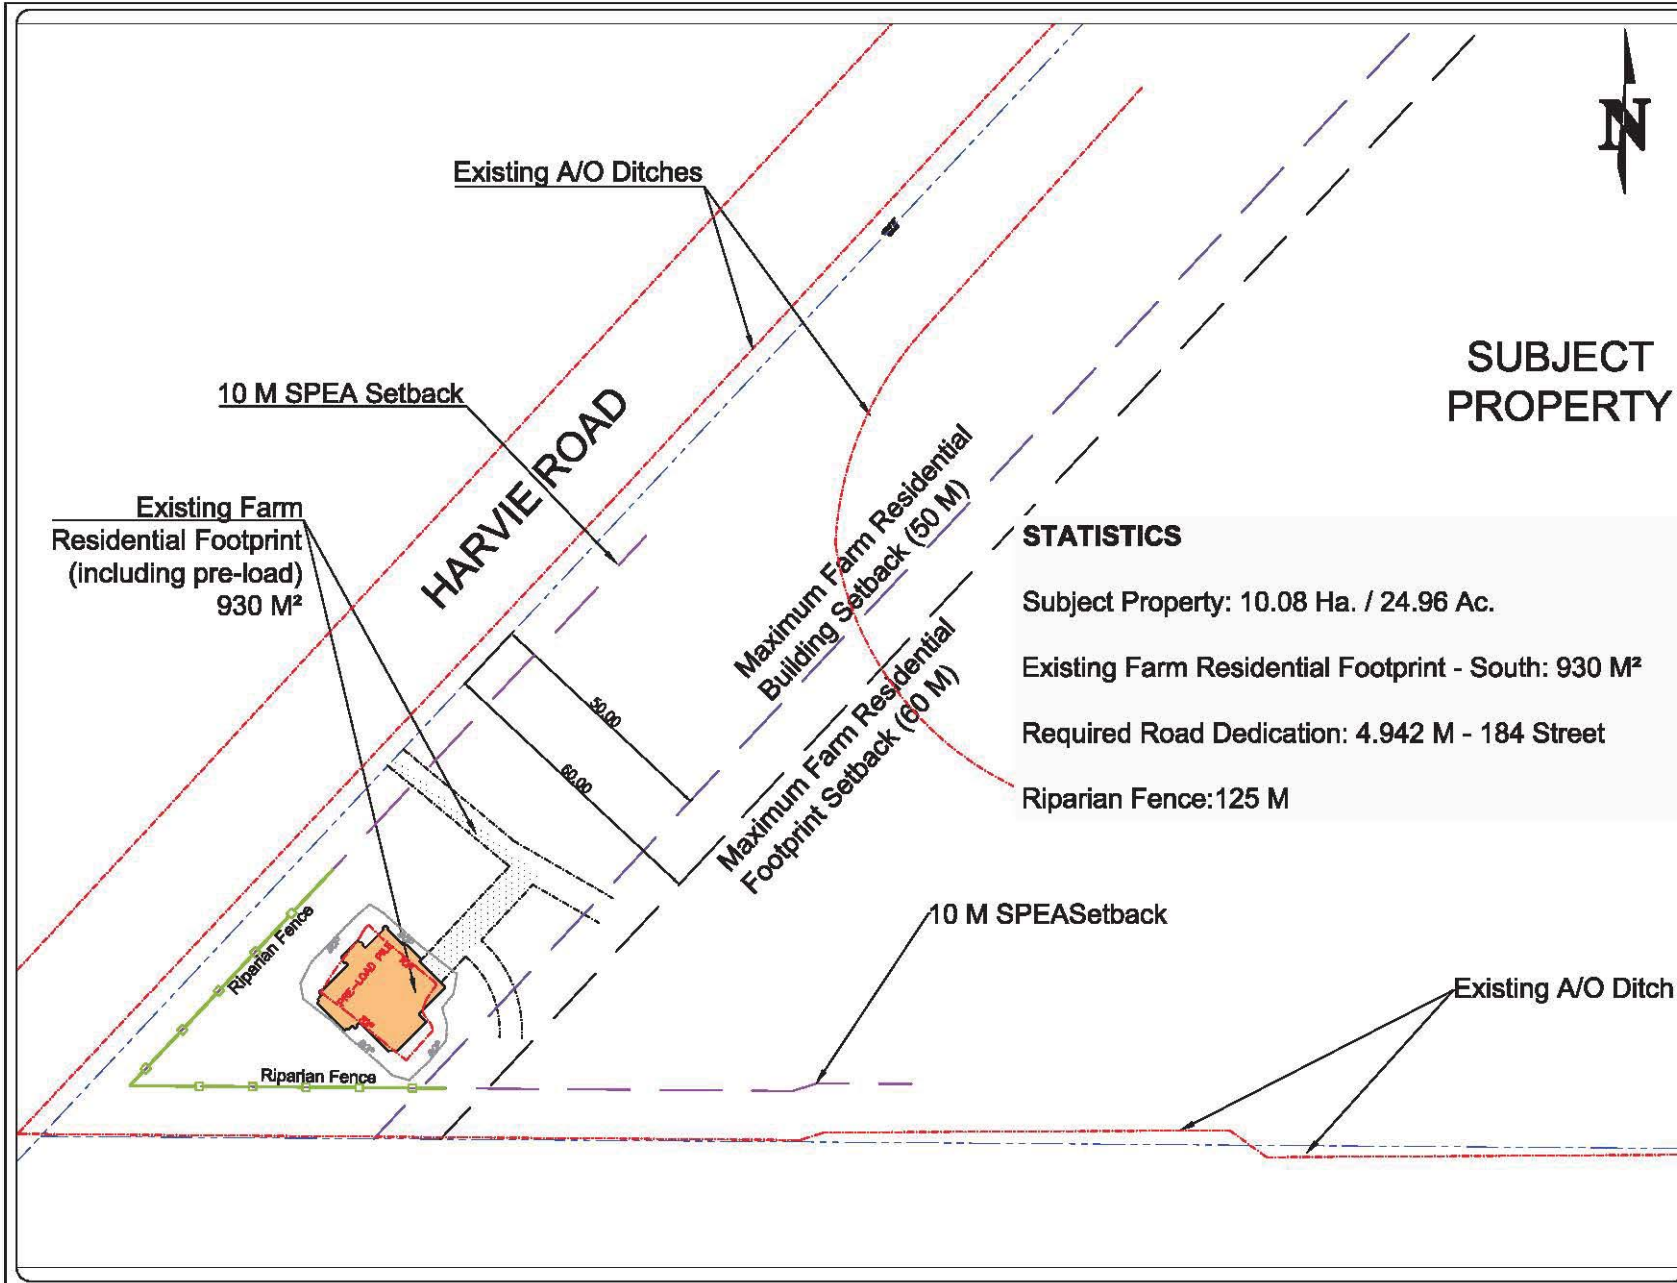 N
Existing A/O Ditches
SUBJECT
PROPERTY
10 M SPEA Setback
HARVIE ROAD
Existing Farm
Residential Footprint
(including pre-load)
930 M²
Maximum Farm Residential
Building Setback (50 M)
STATISTICS
Subject Property: 10.08 Ha. / 24.96 Ac.
Existing Farm Residential Footprint - South: 930 M²
Required Road Dedication: 4.942 M - 184 Street
Riparian Fence:125 M
50.00
60.00
Maximum Farm Residential
Footprint Setback (60 M)
10 M SPEASetback
Riparian Fence
PRE-LOAD PILE
Existing A/O Ditch
Riparian Fence